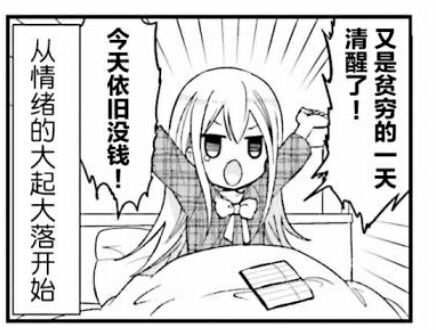 又是贫穷的一天
清醒了！
今天依旧没钱！
从情绪的大起大落开始